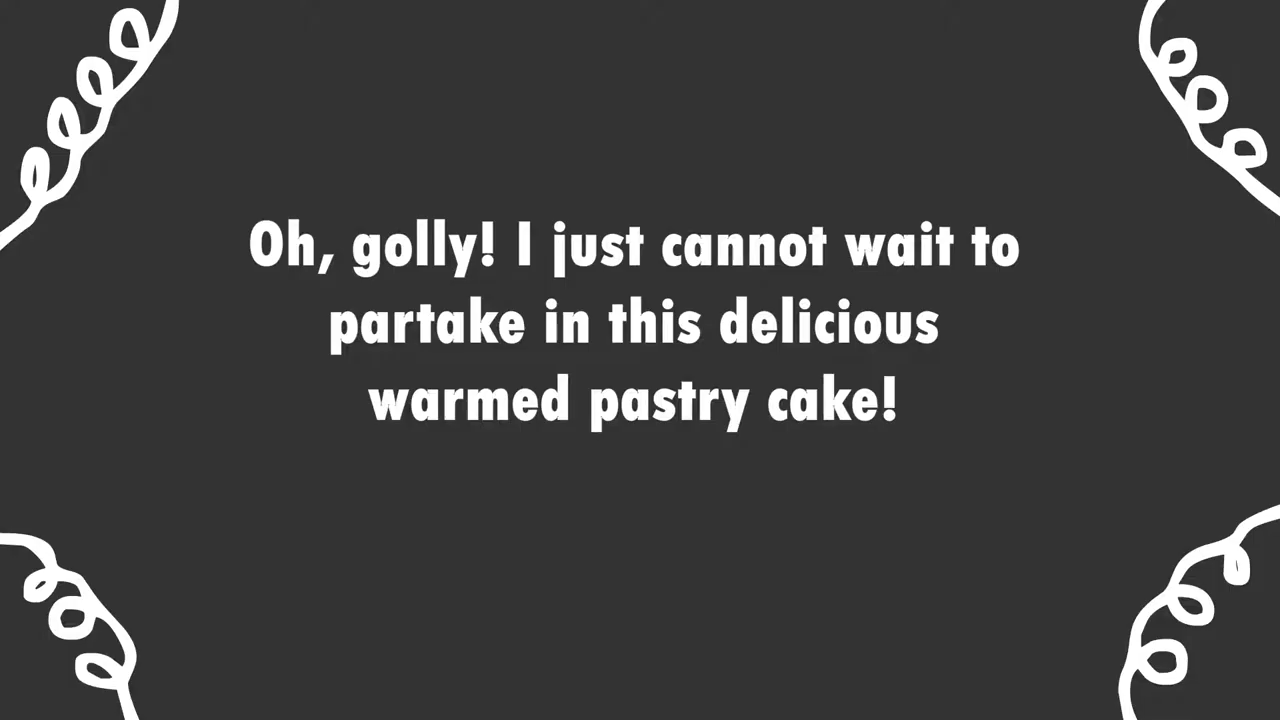 Oh, golly! I just cannot wait to
partake in this delicious
warmed pastry cake!